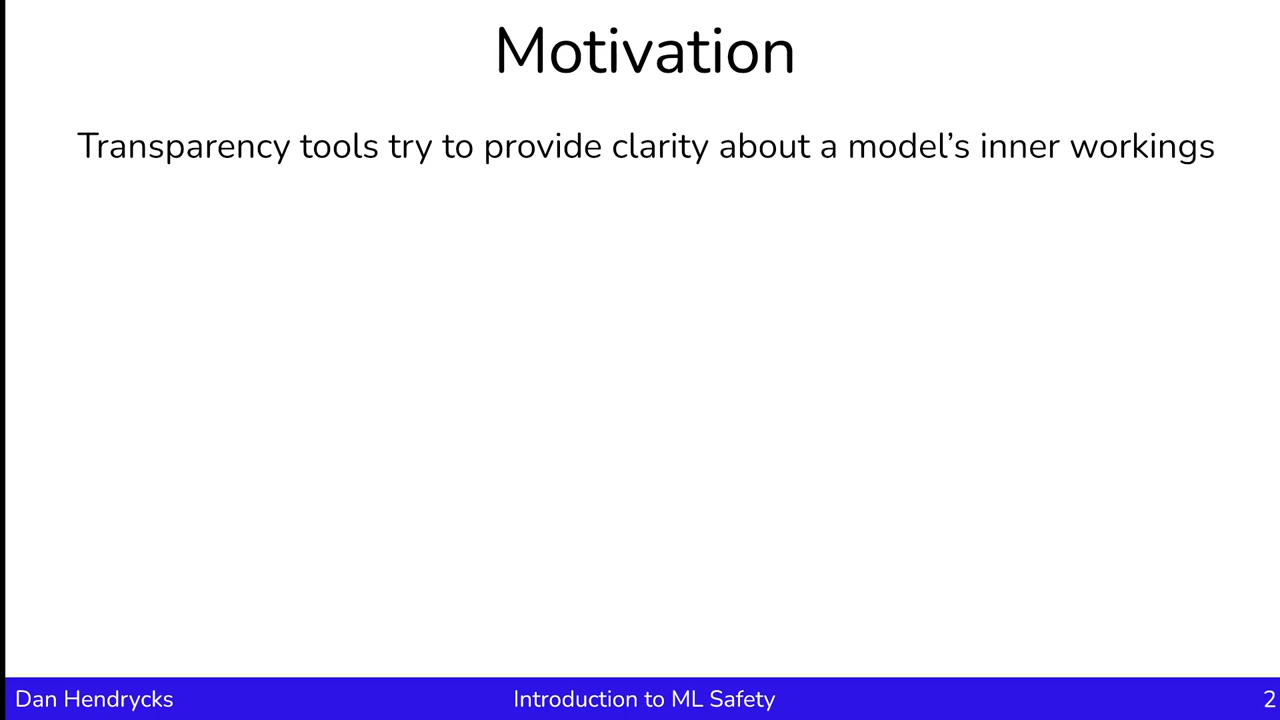 Motivation
Transparency tools try to provide clarity about a model’s inner workings
Dan Hendrycks
Introduction to ML Safety
2